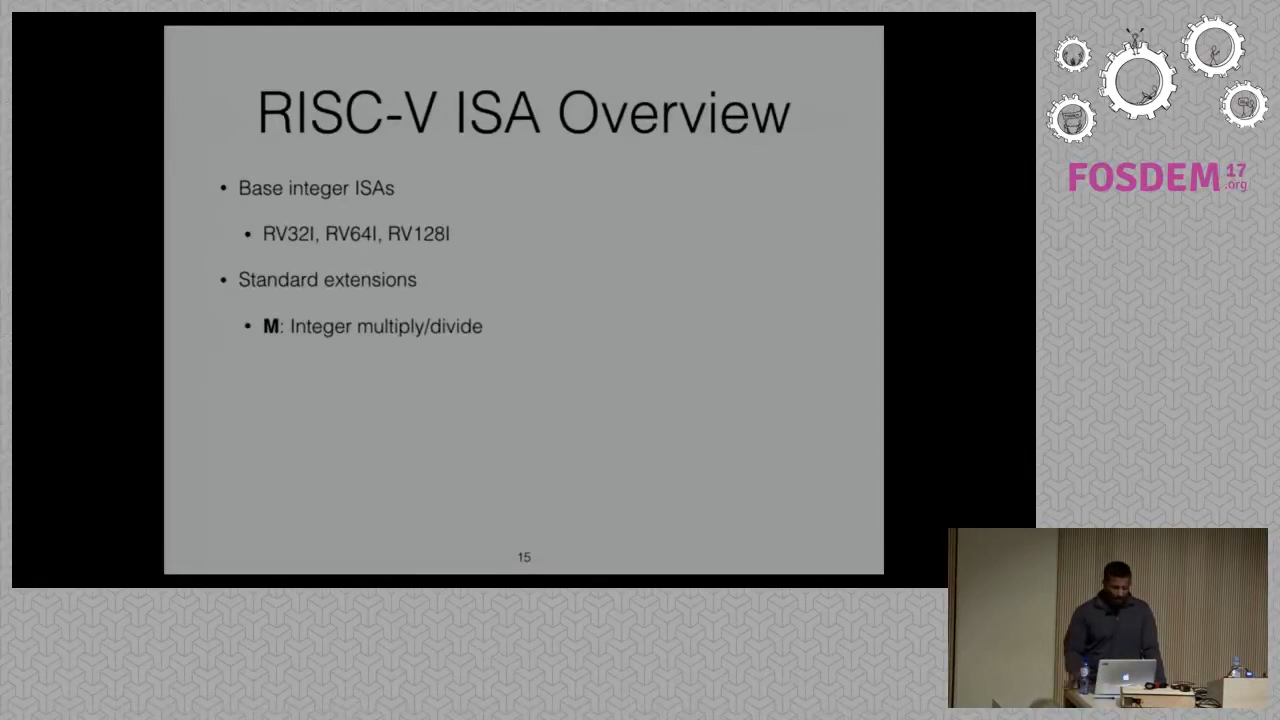 RISC-V ISA Overview
• Base integer ISAs
• RV32I, RV64I, RV128I
• Standard extensions
• M: Integer multiply/divide
15
FOSDEM 17
.org